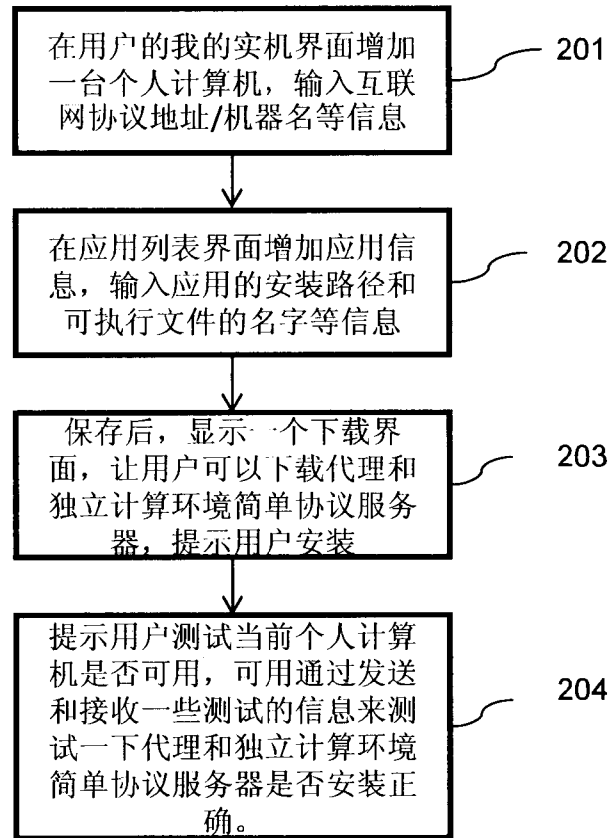 在用户的我的实机界面增加
一台个人计算机，输入互联
网协议地址/机器名等信息
201
在应用列表界面增加应用信
息，输入应用的安装路径和
可执行文件的名字等信息
202
保存后，显示一个下载界
面，让用户可以下载代理和
独立计算环境简单协议服务
器，提示用户安装
203
提示用户测试当前个人计算
机是否可用，可用通过发送
和接收一些测试的信息来测
试一下代理和独立计算环境
简单协议服务器是否安装正
确。
204